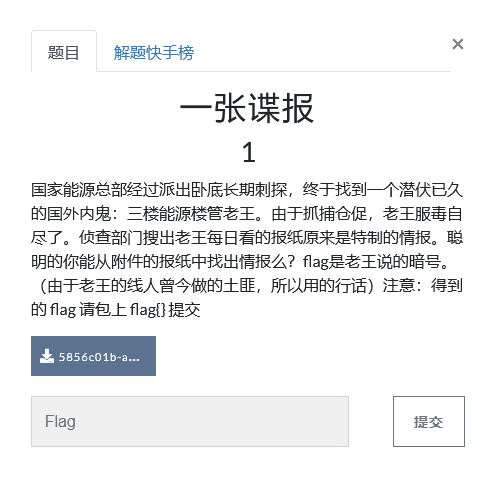 题目 解题快手榜 ×
一张谍报
1
国家能源总部经过派出卧底长期刺探，终于找到一个潜伏已久
的国外内鬼：三楼能源楼管老王。由于抓捕仓促，老王服毒自
尽了。侦查部门搜出老王每日看的报纸原来是特制的情报。聪
明的你能从附件的报纸中找出情报么？flag是老王说的暗号。
（由于老王的线人曾今做的土匪，所以用的行话）注意：得到
的 flag 请包上 flag{} 提交
5856c01b-a...
Flag
提交